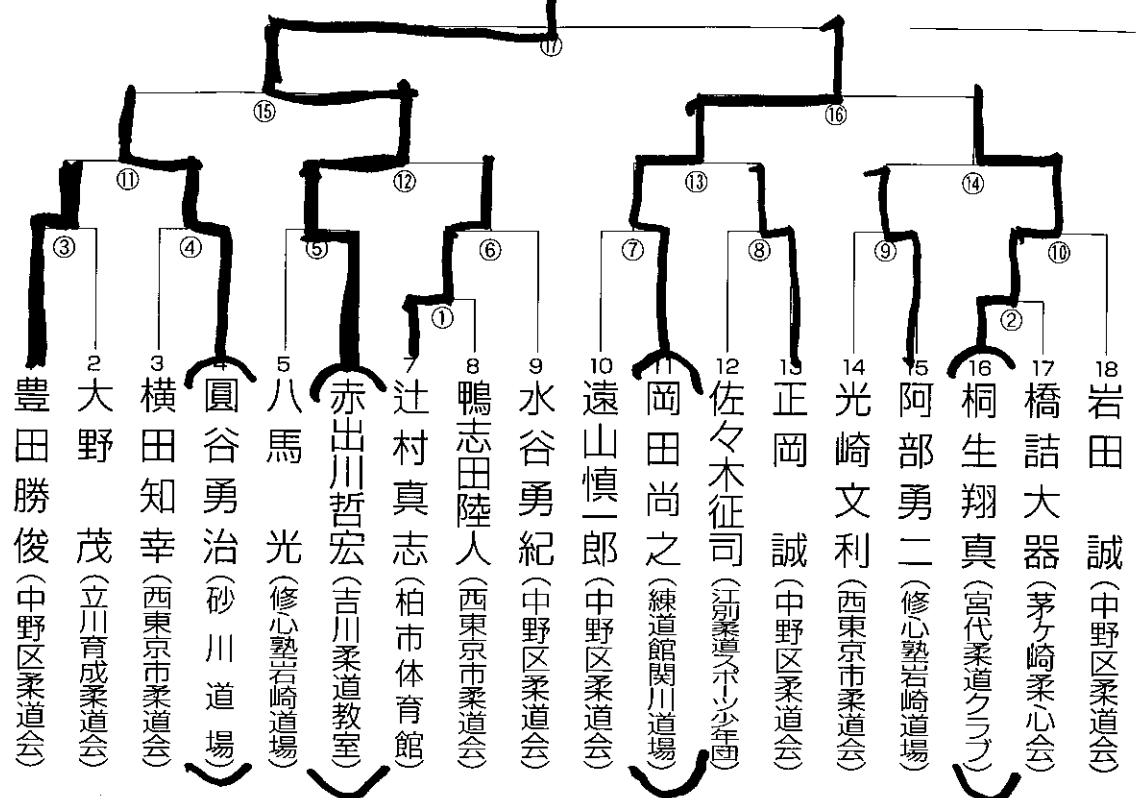 ⑰
⑮
⑯
⑪
⑫
⑬
⑭
③
④
⑤
⑥
⑦
⑧
⑨
⑩
①
②
豊田勝俊（中野区柔道会）
2 大野 茂（立川育成柔道会）
3 横田知幸（西東京市柔道会）
4 圓谷勇治（砂川道場）
5 八馬 光（修心塾岩崎道場）
赤出川哲宏（吉川柔道教室）
7 辻村真志（柏市体育館）
8 鴨志田陸人（西東京市柔道会）
9 水谷勇紀（中野区柔道会）
10 遠山慎一郎（中野区柔道会）
11 岡田尚之（練道館関川道場）
12 佐々木征司（江別柔道スポーツ少年団）
13 正岡 誠（中野区柔道会）
14 光崎文利（西東京市柔道会）
15 阿部勇二（修心塾岩崎道場）
16 桐生翔真（宮代柔道クラブ）
17 橋詰大器（茅ヶ崎柔心会）
18 岩田 誠（中野区柔道会）